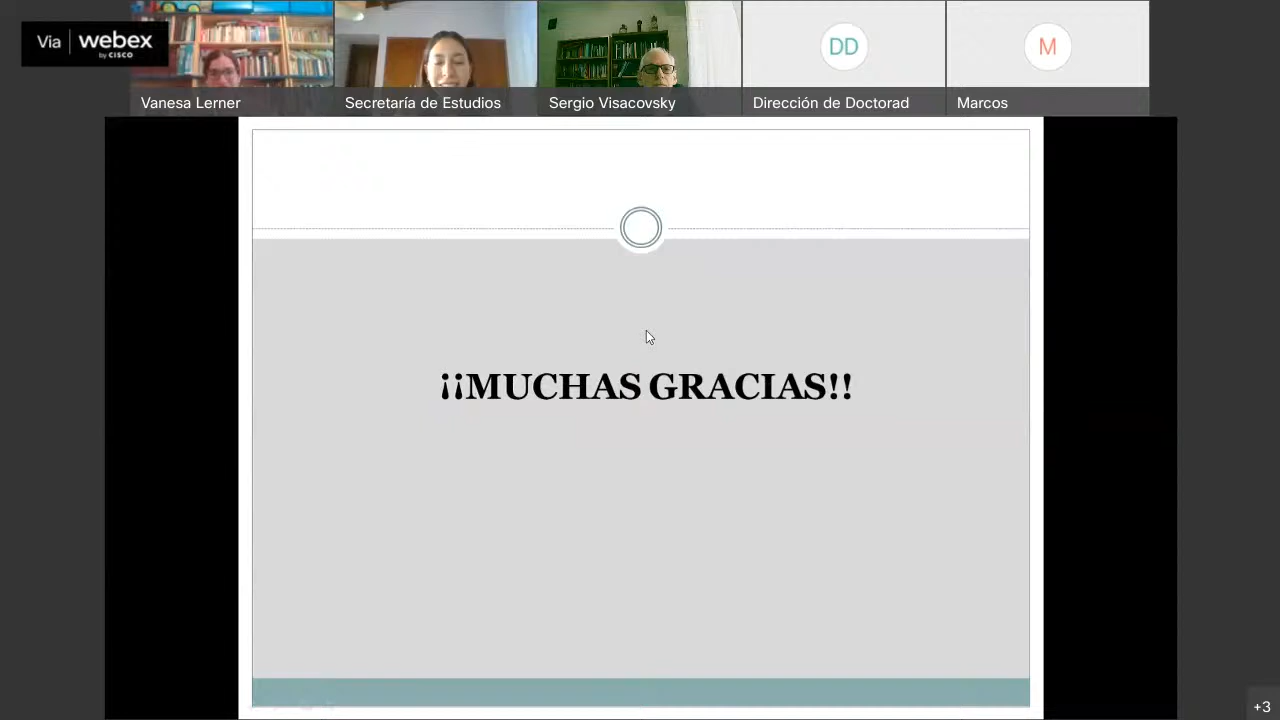 Via webex
by CISCO
Vanesa Lerner
Secretaría de Estudios
Sergio Visacovsky
DD
Dirección de Doctorad
M
Marcos
¡¡MUCHAS GRACIAS!!
+3